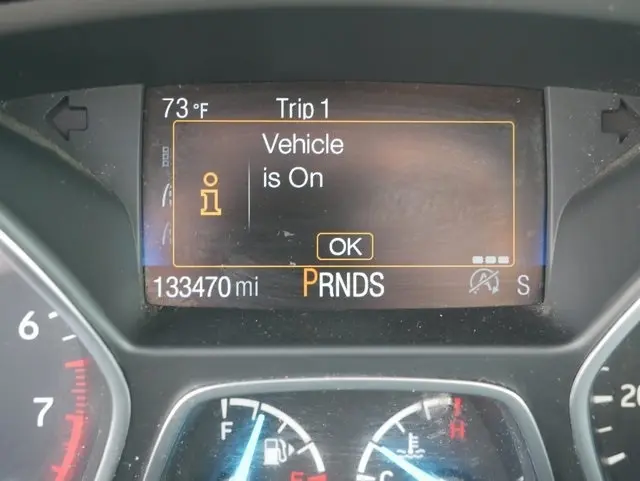 73 °F Trip 1
Vehicle
is On
OK
133470 mi PRNDS S
6
7
F
E
H
C
20